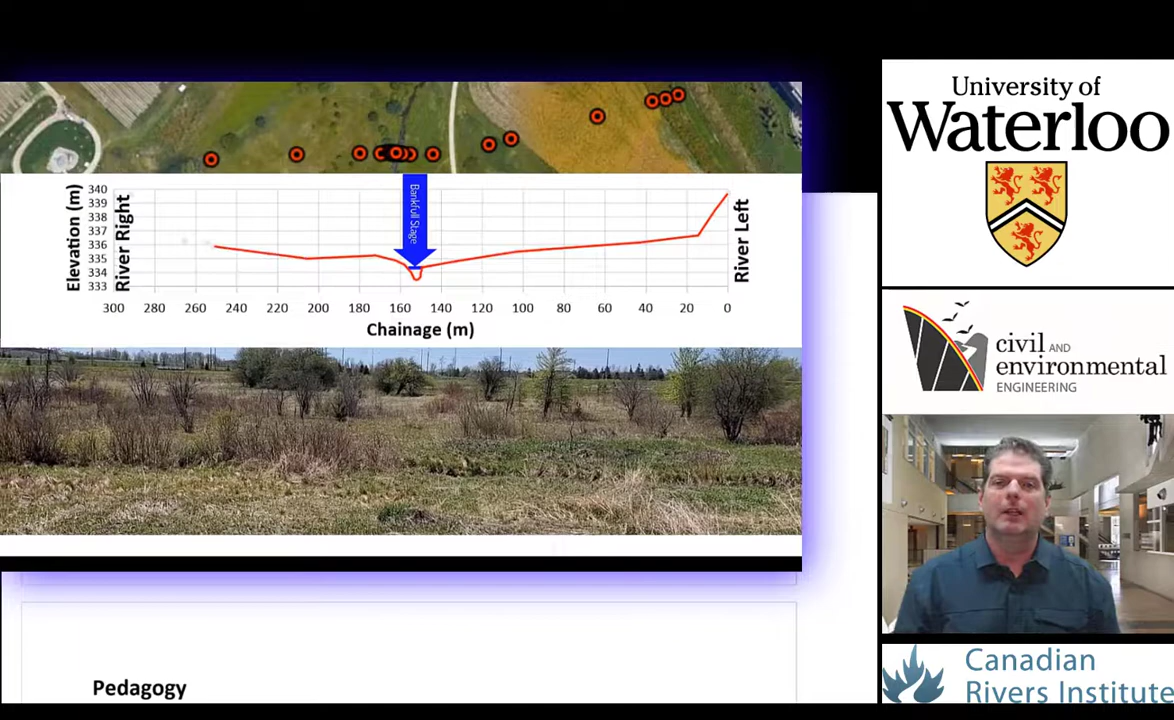 University of
Waterloo
Elevation (m)
River Right
340
339
338
337
336
335
334
333
Bankfull Stage
River Left
300 280 260 240 220 200 180 160 140 120 100 80 60 40 20 0
Chainage (m)
civil AND
environmental
ENGINEERING
Pedagogy
Canadian
Rivers Institute